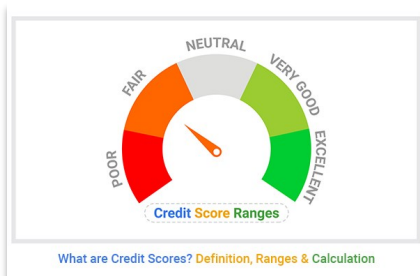 NEUTRAL
FAIR
VERY GOOD
POOR
EXCELLENT
Credit Score Ranges
What are Credit Scores? Definition, Ranges & Calculation